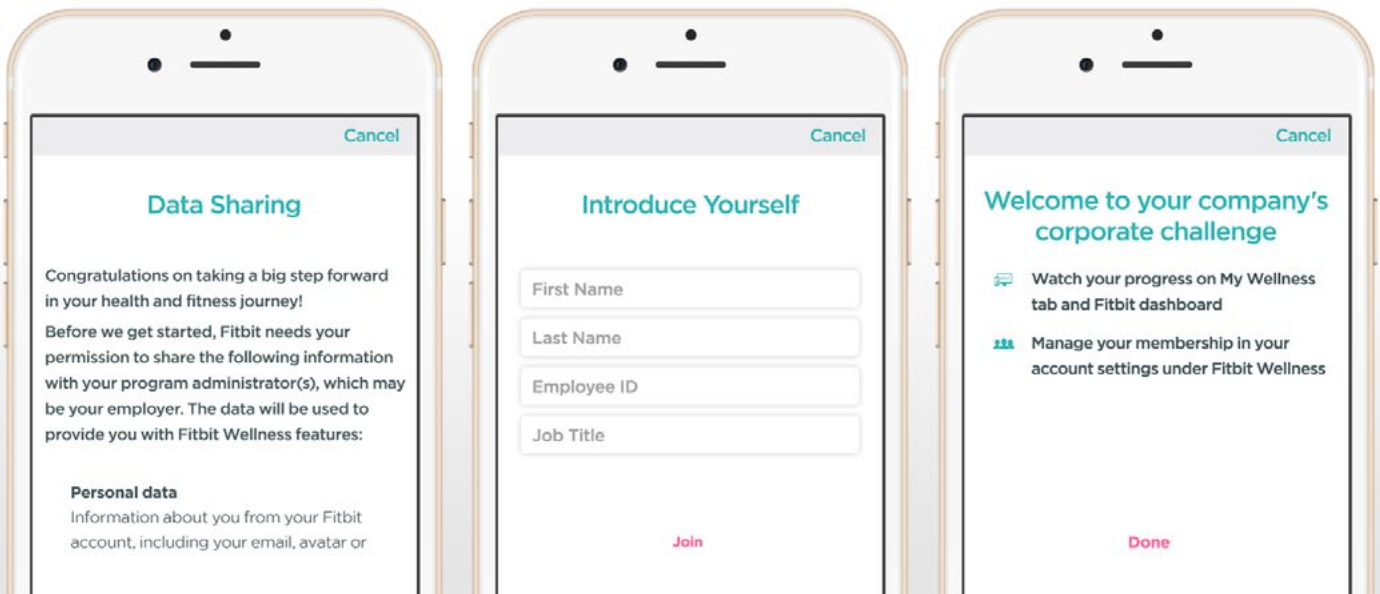 Cancel
Data Sharing
Congratulations on taking a big step forward
in your health and fitness journey!
Before we get started, Fitbit needs your
permission to share the following information
with your program administrator(s), which may
be your employer. The data will be used to
provide you with Fitbit Wellness features:
Personal data
Information about you from your Fitbit
account, including your email, avatar or
Cancel
Introduce Yourself
First Name
Last Name
Employee ID
Job Title
Join
Cancel
Welcome to your company's
corporate challenge
Watch your progress on My Wellness
tab and Fitbit dashboard
Manage your membership in your
account settings under Fitbit Wellness
Done